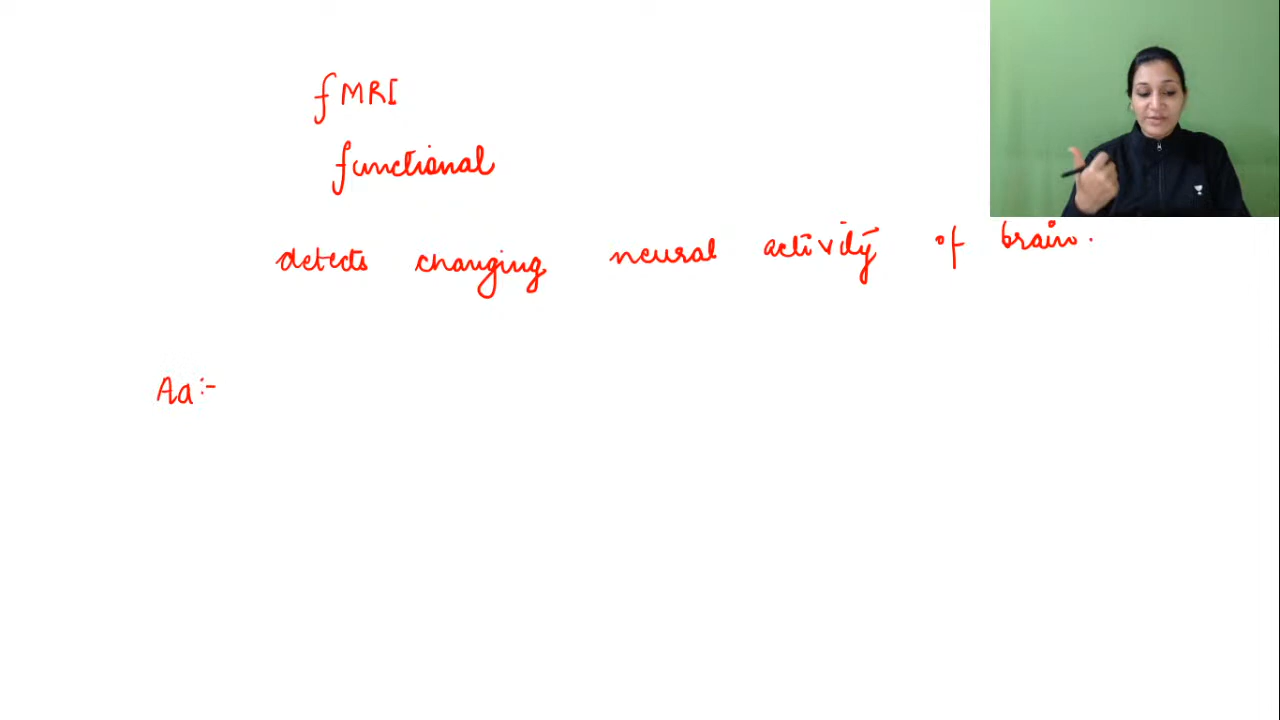 fMRI
functional
detects changing neural activity of brain.
Aa:-